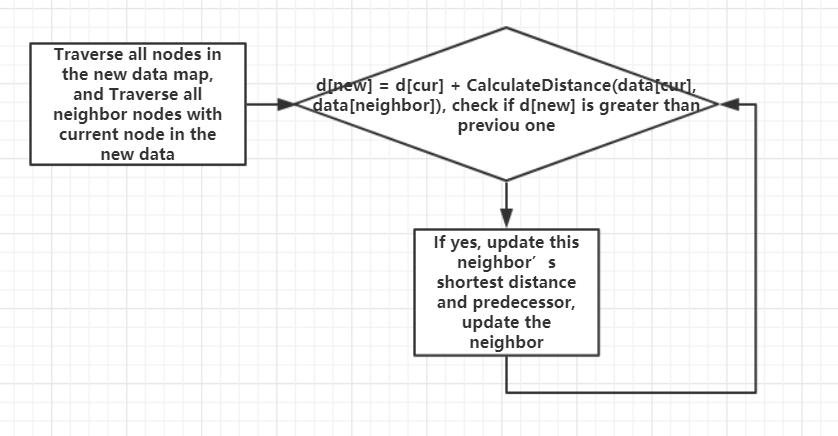 Traverse all nodes in
the new data map,
and Traverse all
neighbor nodes with
current node in the
new data
d[new] = d[cur] + CalculateDistance(data[cur],
data[neighbor]), check if d[new] is greater than
previou one
If yes, update this
neighbor′s
shortest distance
and predecessor,
update the
neighbor